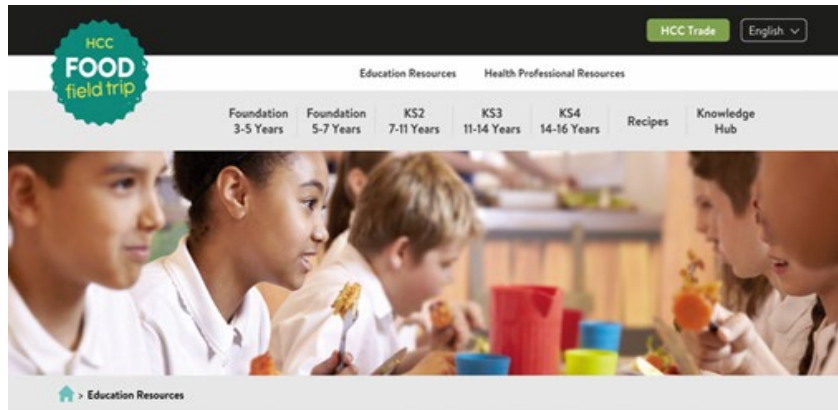 HCC Trade
English
HCC
FOOD
field trip
Education Resources
Health Professional Resources
Foundation
3-5 Years
Foundation
5-7 Years
KS2
7-11 Years
KS3
11-14 Years
KS4
14-16 Years
Recipes
Knowledge
Hub
> Education Resources